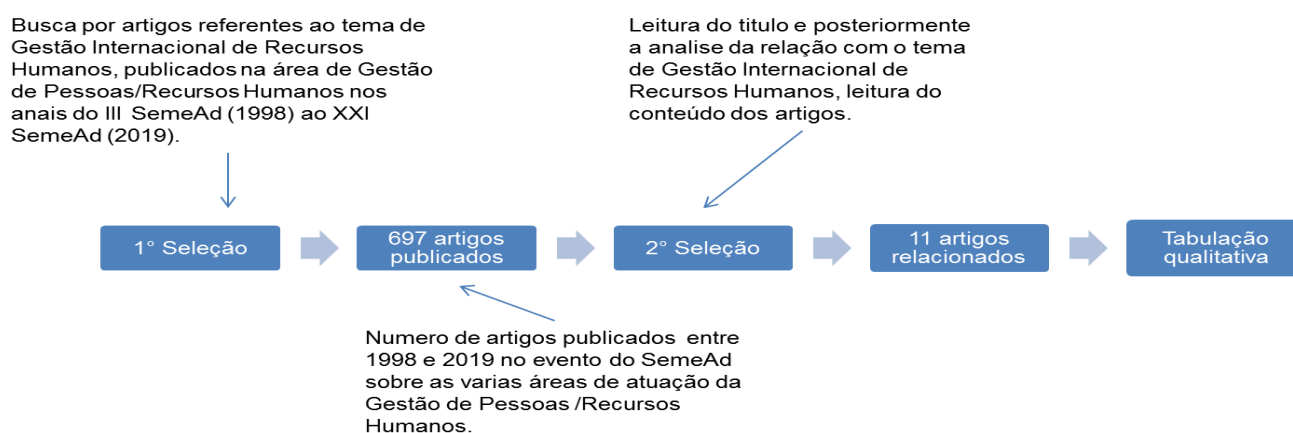 Busca por artigos referentes ao tema de
Gestão Internacional de Recursos
Humanos, publicados na área de Gestão
de Pessoas/Recursos Humanos nos
anais do III SemeAd (1998) ao XXI
SemeAd (2019).
Leitura do titulo e posteriormente
a analise da relação com o tema
de Gestão Internacional de
Recursos Humanos, leitura do
conteúdo dos artigos.
1° Seleção
697 artigos
publicados
2° Seleção
11 artigos
relacionados
Tabulação
qualitativa
Numero de artigos publicados entre
1998 e 2019 no evento do SemeAd
sobre as varias áreas de atuação da
Gestão de Pessoas /Recursos
Humanos.